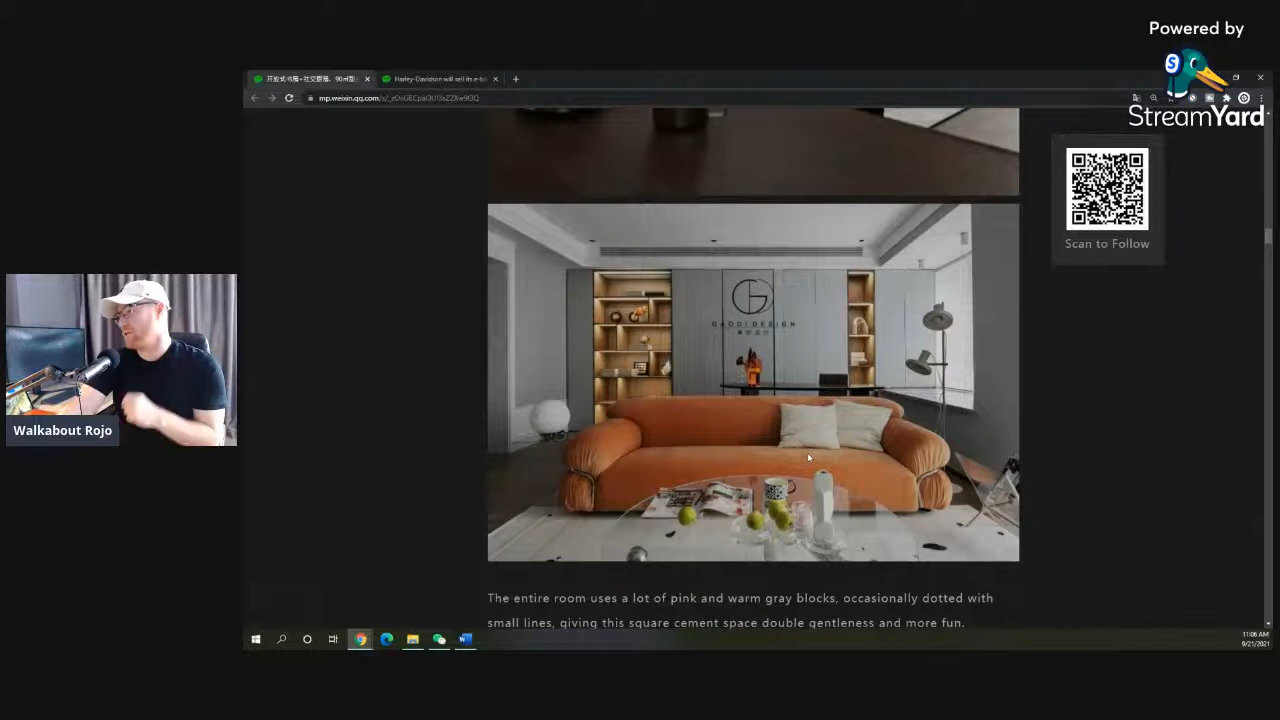 Powered by
StreamYard
Harley-Davidson will sell its e-bi
mp.weixin.qq.com/s/
Scan to Follow
G
DESIGN
Walkabout Rojo
The entire room uses a lot of pink and warm gray blocks, occasionally dotted with
small lines, giving this square cement space double gentleness and more fun.
11:06 AM
9/21/2021